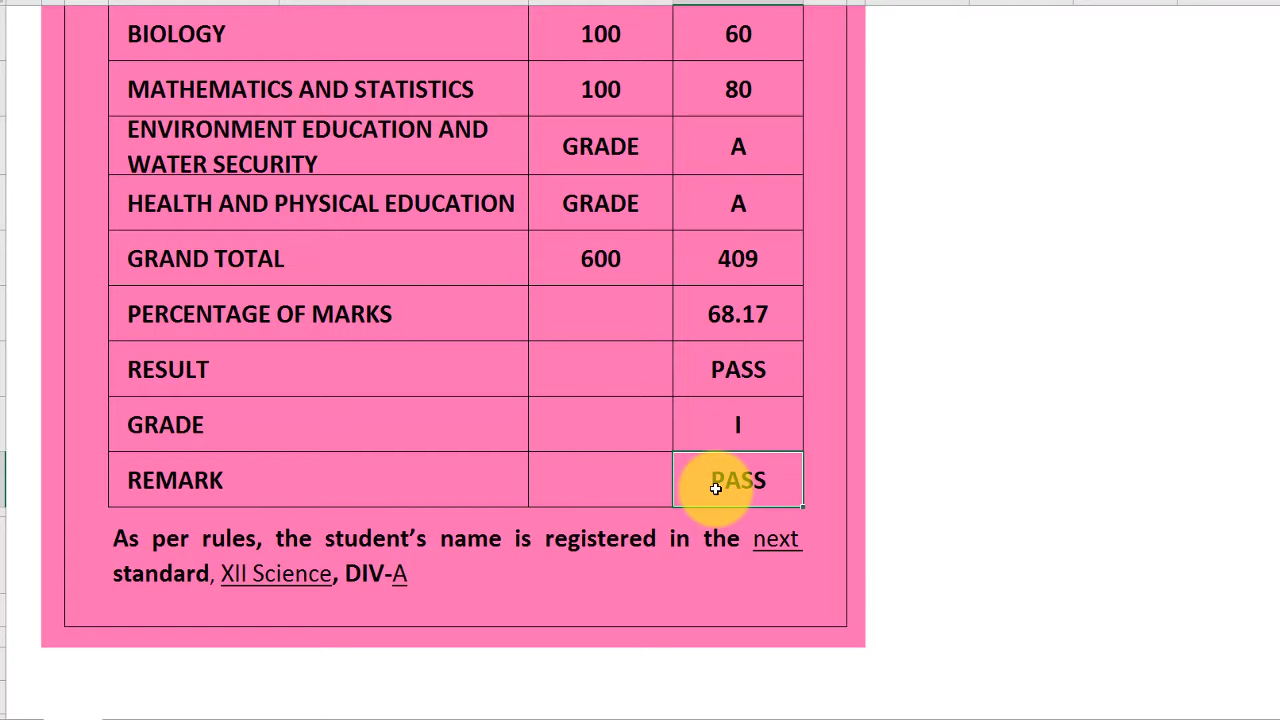 BIOLOGY 100 60
MATHEMATICS AND STATISTICS 100 80
ENVIRONMENT EDUCATION AND
WATER SECURITY GRADE A
HEALTH AND PHYSICAL EDUCATION GRADE A
GRAND TOTAL 600 409
PERCENTAGE OF MARKS 68.17
RESULT PASS
GRADE I
REMARK PASS
As per rules, the student’s name is registered in the next
standard, XII Science, DIV-A